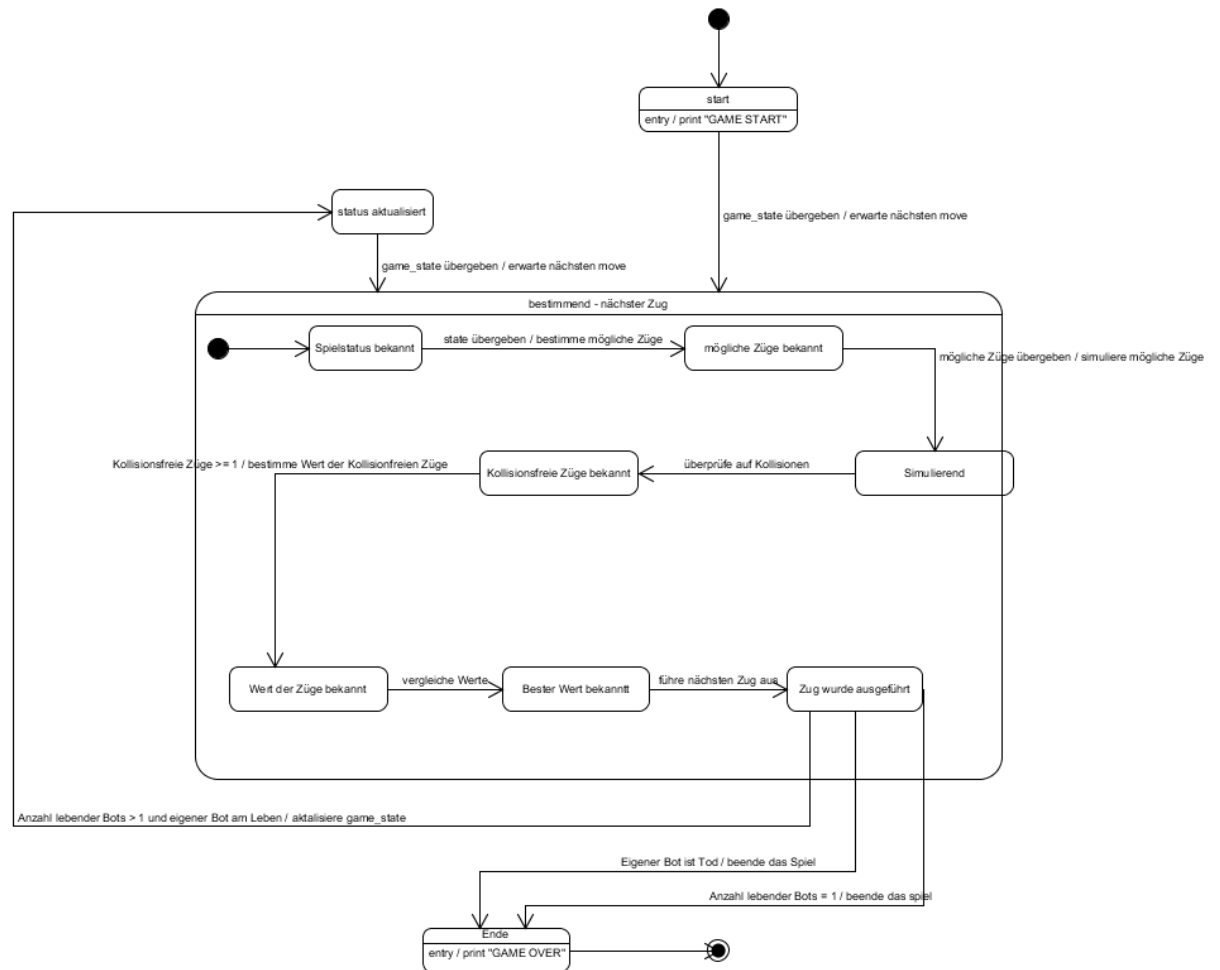 start
entry / print "GAME START"
status aktualisiert
game_state übergeben / erwarte nächsten move
game_state übergeben / erwarte nächsten move
bestimmend - nächster Zug
Spielstatus bekannt
state übergeben / bestimme mögliche Züge
mögliche Züge bekannt
mögliche Züge übergeben / simuliere mögliche Züge
Kollisionsfreie Züge >= 1 / bestimme Wert der Kollisionfreien Züge
Kollisionsfreie Züge bekannt
überprüfe auf Kollisionen
Simulierend
Wert der Züge bekannt
vergleiche Werte
Bester Wert bekanntt
führe nächsten Zug aus
Zug wurde ausgeführt
Anzahl lebender Bots > 1 und eigener Bot am Leben / aktalisiere game_state
Eigener Bot ist Tod / beende das Spiel
Anzahl lebender Bots = 1 / beende das spiel
Ende
entry / print "GAME OVER"